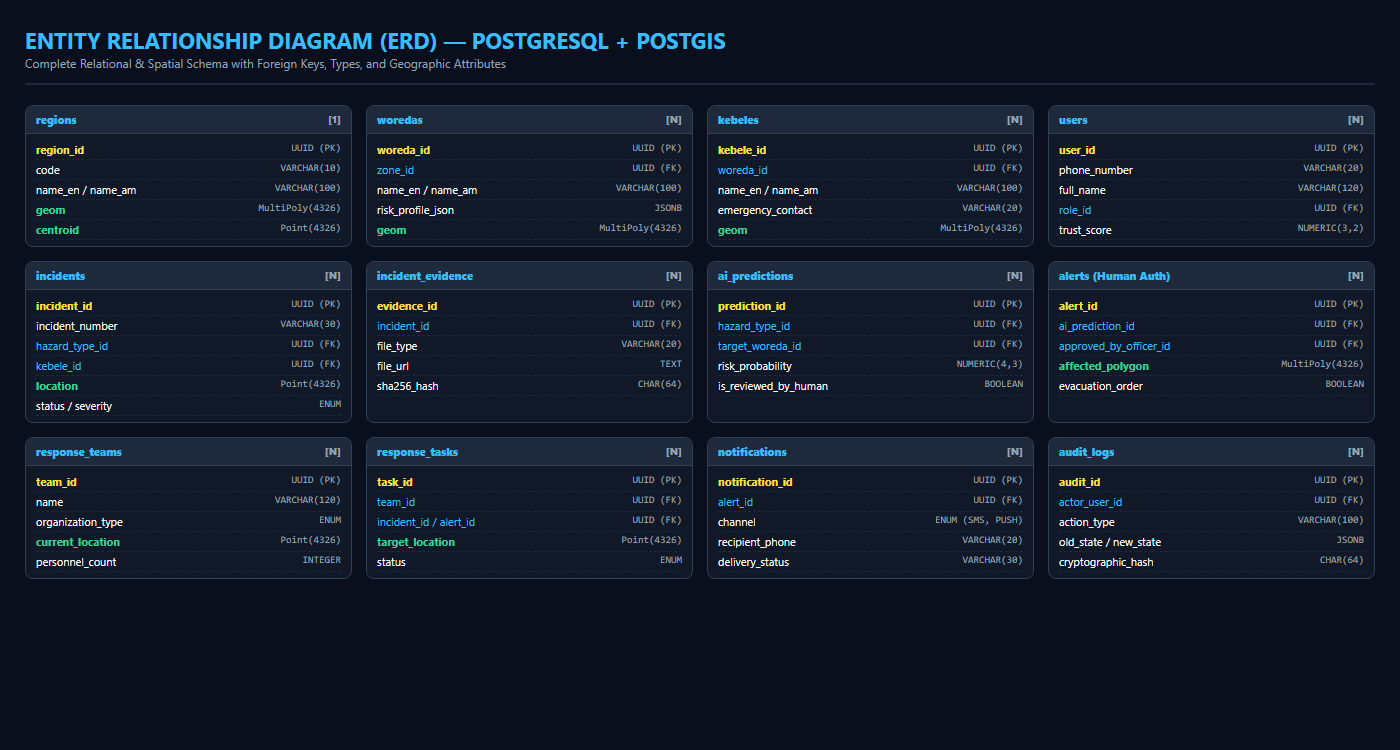 ENTITY RELATIONSHIP DIAGRAM (ERD) — POSTGRESQL + POSTGIS
Complete Relational & Spatial Schema with Foreign Keys, Types, and Geographic Attributes
regions [1]
region_id UUID (PK)
code VARCHAR(10)
name_en / name_am VARCHAR(100)
geom MultiPoly(4326)
centroid Point(4326)
woredas [N]
woreda_id UUID (PK)
zone_id UUID (FK)
name_en / name_am VARCHAR(100)
risk_profile_json JSONB
geom MultiPoly(4326)
kebeles [N]
kebele_id UUID (PK)
woreda_id UUID (FK)
name_en / name_am VARCHAR(100)
emergency_contact VARCHAR(20)
geom MultiPoly(4326)
users [N]
user_id UUID (PK)
phone_number VARCHAR(20)
full_name VARCHAR(120)
role_id UUID (FK)
trust_score NUMERIC(3,2)
incidents [N]
incident_id UUID (PK)
incident_number VARCHAR(30)
hazard_type_id UUID (FK)
kebele_id UUID (FK)
location Point(4326)
status / severity ENUM
incident_evidence [N]
evidence_id UUID (PK)
incident_id UUID (FK)
file_type VARCHAR(20)
file_url TEXT
sha256_hash CHAR(64)
ai_predictions [N]
prediction_id UUID (PK)
hazard_type_id UUID (FK)
target_woreda_id UUID (FK)
risk_probability NUMERIC(4,3)
is_reviewed_by_human BOOLEAN
alerts (Human Auth) [N]
alert_id UUID (PK)
ai_prediction_id UUID (FK)
approved_by_officer_id UUID (FK)
affected_polygon MultiPoly(4326)
evacuation_order BOOLEAN
response_teams [N]
team_id UUID (PK)
name VARCHAR(120)
organization_type ENUM
current_location Point(4326)
personnel_count INTEGER
response_tasks [N]
task_id UUID (PK)
team_id UUID (FK)
incident_id / alert_id UUID (FK)
target_location Point(4326)
status ENUM
notifications [N]
notification_id UUID (PK)
alert_id UUID (FK)
channel ENUM (SMS, PUSH)
recipient_phone VARCHAR(20)
delivery_status VARCHAR(30)
audit_logs [N]
audit_id UUID (PK)
actor_user_id UUID (FK)
action_type VARCHAR(100)
old_state / new_state JSONB
cryptographic_hash CHAR(64)